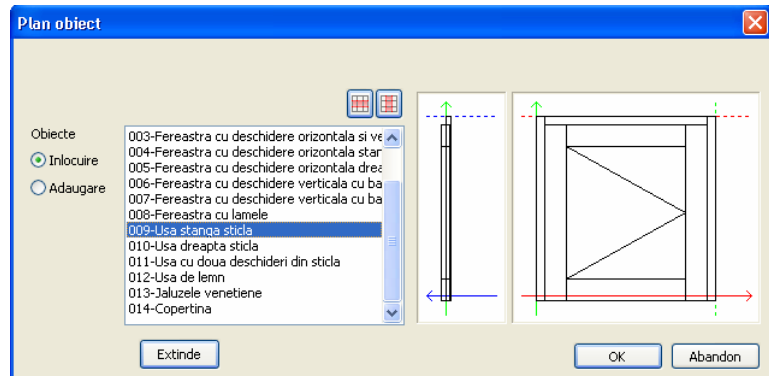 Plan obiect
Obiecte
Inlocuire
Adaugare
003-Fereastra cu deschidere orizontala si ve
004-Fereastra cu deschidere orizontala stan
005-Fereastra cu deschidere orizontala drea
006-Fereastra cu deschidere verticala cu ba
007-Fereastra cu deschidere verticala cu ba
008-Fereastra cu lamele
009-Usa stanga sticla
010-Usa dreapta sticla
011-Usa cu doua deschideri din sticla
012-Usa de lemn
013-Jaluzele venetiene
014-Copertina
Extinde
OK
Abandon